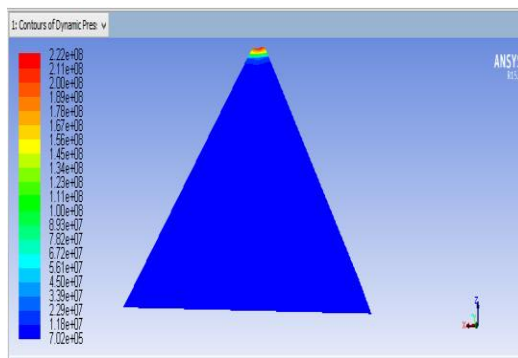 1: Contours of Dynamic Pres:
ANSYS
R15
2.22e+08
2.11e+08
2.00e+08
1.89e+08
1.78e+08
1.67e+08
1.56e+08
1.45e+08
1.34e+08
1.23e+08
1.11e+08
1.00e+08
8.93e+07
7.82e+07
6.72e+07
5.61e+07
4.50e+07
3.39e+07
2.29e+07
1.18e+07
7.02e+05
Z
Y
X